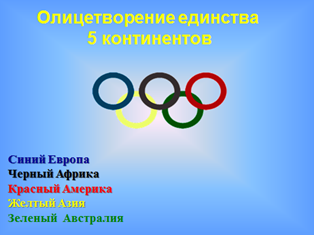 Олицетворение единства
5 континентов
Синий Европа
Черный Африка
Красный Америка
Желтый Азия
Зеленый Австралия